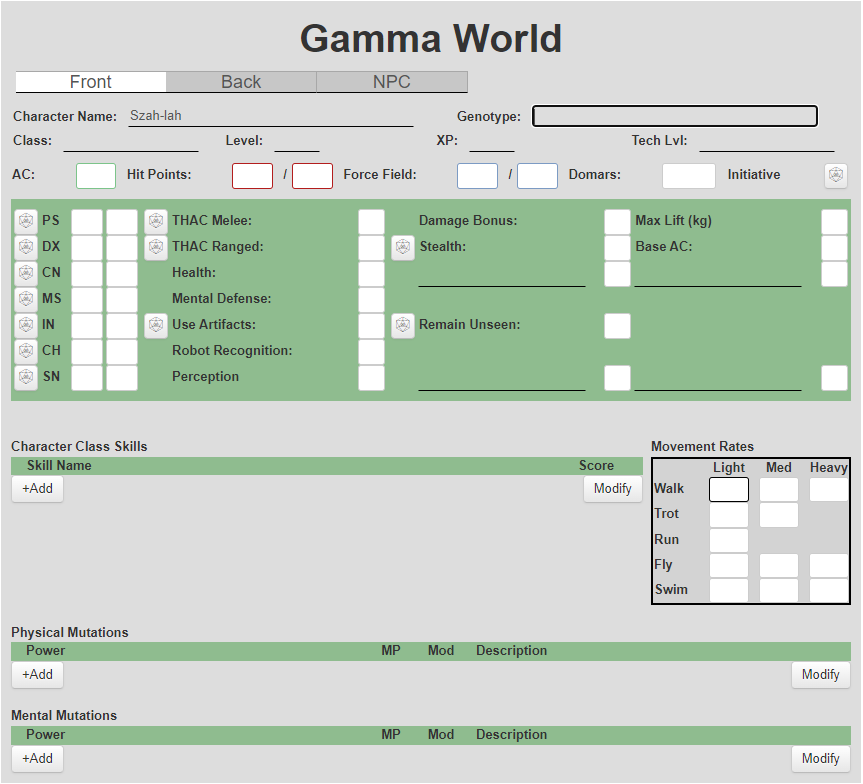 Gamma World
Front Back NPC
Character Name: Szah-lah Genotype:
Class: Level: XP: Tech Lvl:
AC: Hit Points: / Force Field: / Domars: Initiative
PS THAC Melee: Damage Bonus: Max Lift (kg)
DX THAC Ranged: Stealth: Base AC:
CN Health:
MS Mental Defense:
IN Use Artifacts: Remain Unseen:
CH Robot Recognition:
SN Perception
Character Class Skills
Skill Name Score
+Add Modify
Movement Rates
Light Med Heavy
Walk
Trot
Run
Fly
Swim
Physical Mutations
Power MP Mod Description
+Add Modify
Mental Mutations
Power MP Mod Description
+Add Modify